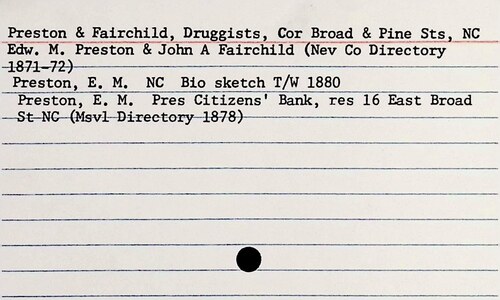 Preston & Fairchild, Druggists, Cor Broad & Pine Sts, NC
Edw. M. Preston & John A Fairchild (Nev Co Directory
1871-72)
Preston, E. M. NC Bio sketch T/W 1880
Preston, E. M. Pres Citizens' Bank, res 16 East Broad
St NC (Msvl Directory 1878)